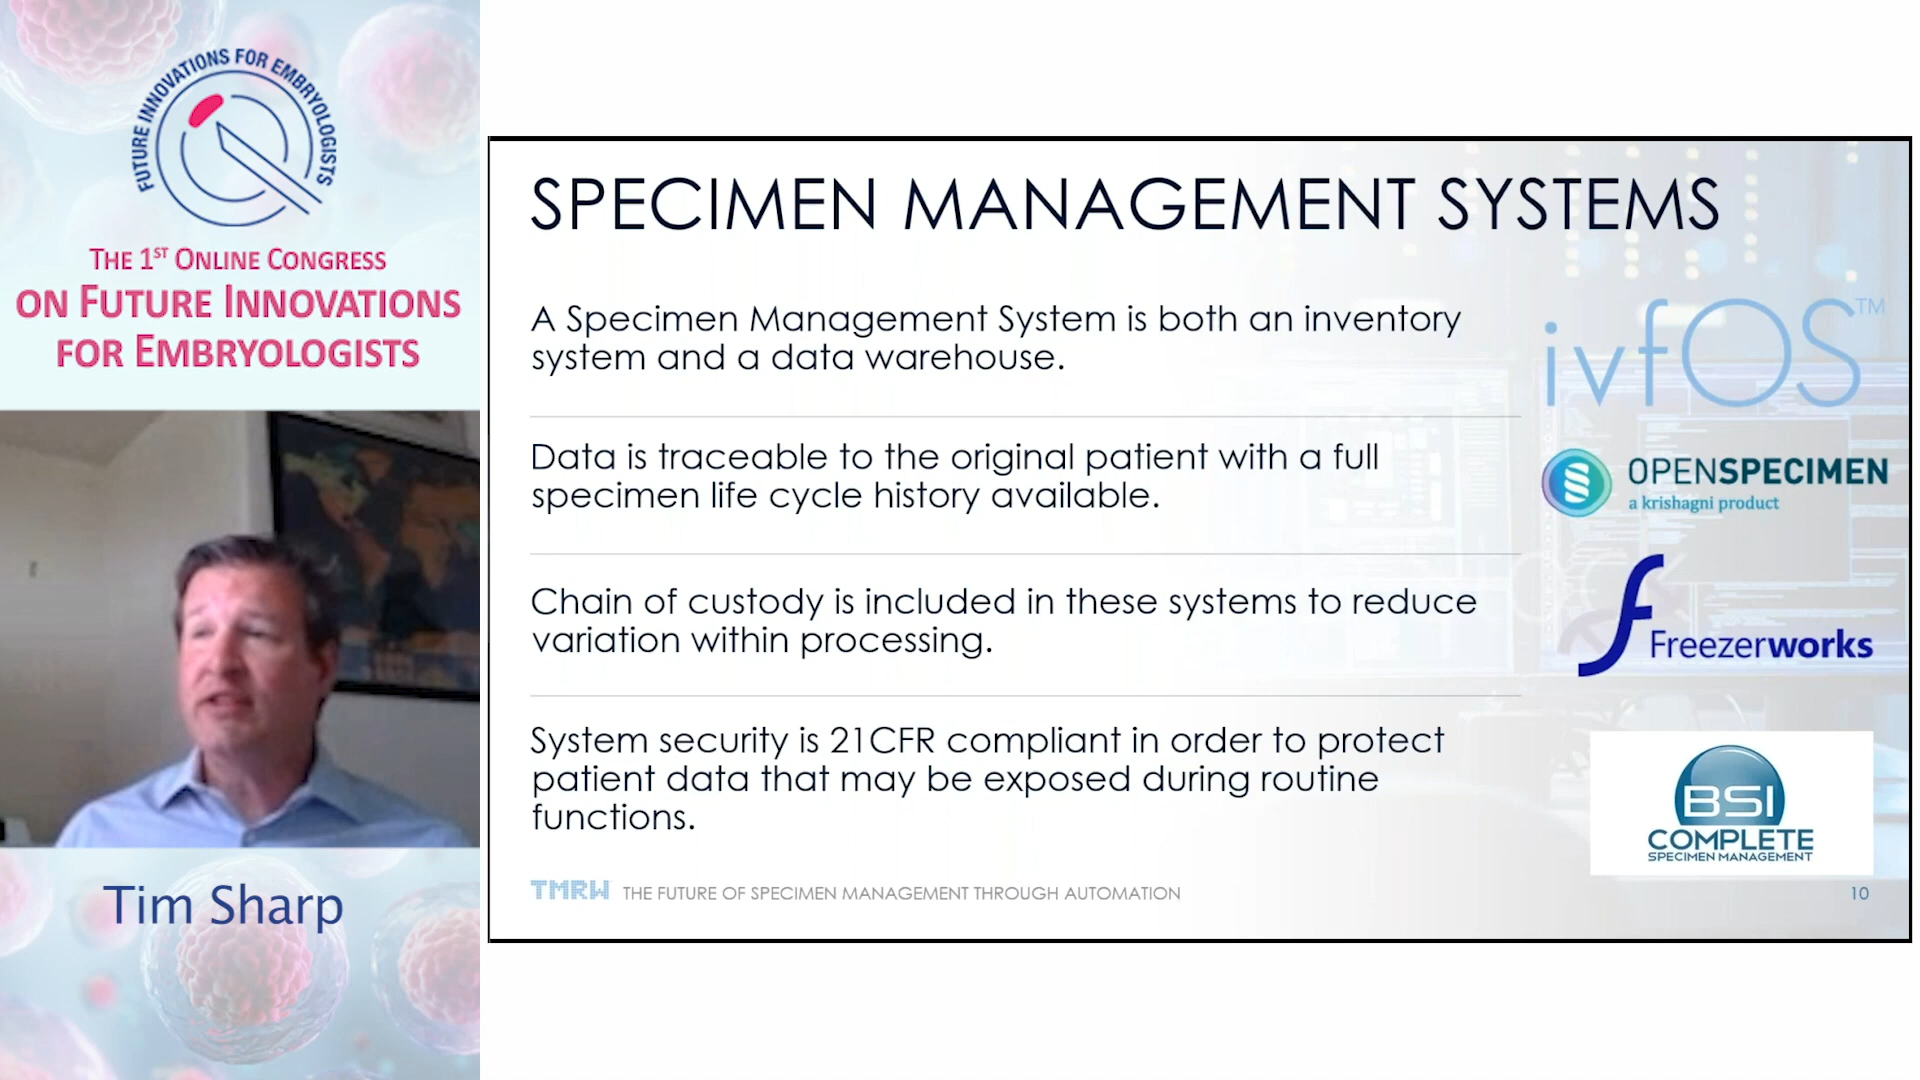 FUTURE INNOVATIONS FOR EMBRYOLOGISTS
THE 1ST ONLINE CONGRESS
ON FUTURE INNOVATIONS
FOR EMBRYOLOGISTS
Tim Sharp
SPECIMEN MANAGEMENT SYSTEMS
A Specimen Management System is both an inventory
system and a data warehouse.
Data is traceable to the original patient with a full
specimen life cycle history available.
Chain of custody is included in these systems to reduce
variation within processing.
System security is 21CFR compliant in order to protect
patient data that may be exposed during routine
functions.
ivfOS™
OPENSPECIMEN
a krishagni product
Freezerworks
BSI
COMPLETE
SPECIMEN MANAGEMENT
TMRW THE FUTURE OF SPECIMEN MANAGEMENT THROUGH AUTOMATION
10